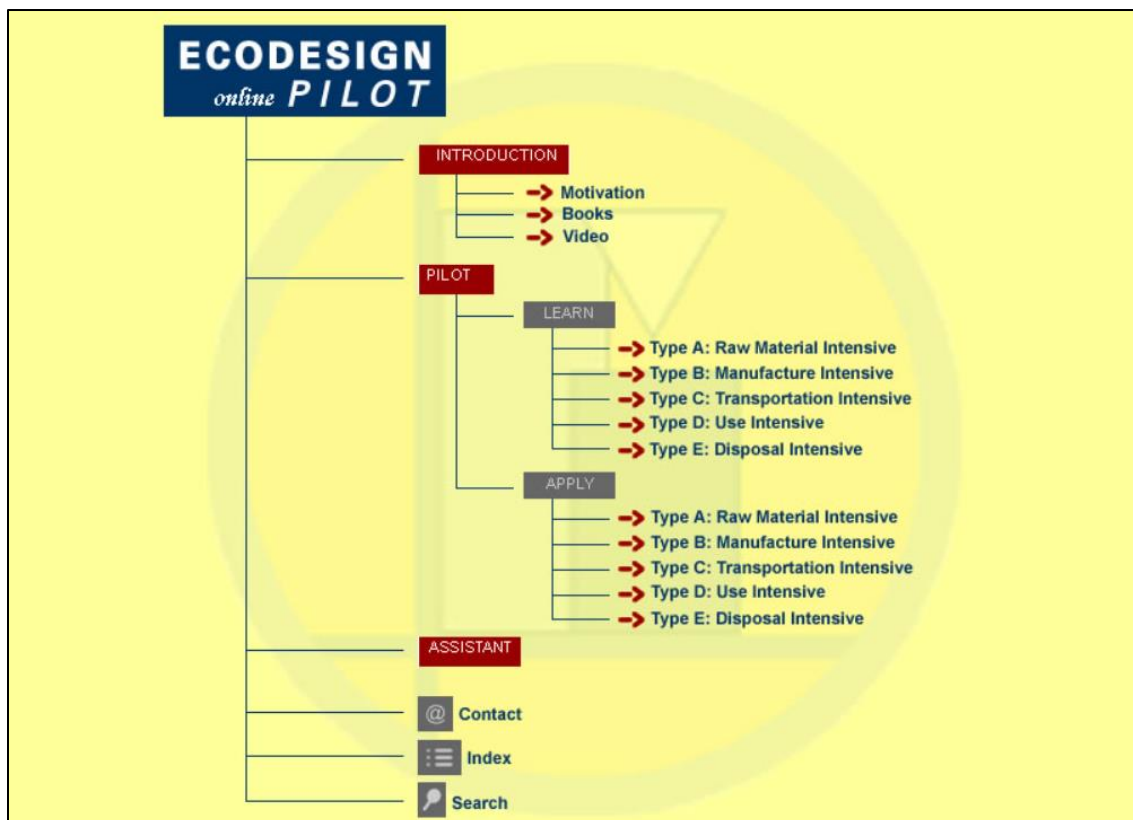 ECODESIGN
online PILOT
INTRODUCTION
Motivation
Books
Video
PILOT
LEARN
Type A: Raw Material Intensive
Type B: Manufacture Intensive
Type C: Transportation Intensive
Type D: Use Intensive
Type E: Disposal Intensive
APPLY
Type A: Raw Material Intensive
Type B: Manufacture Intensive
Type C: Transportation Intensive
Type D: Use Intensive
Type E: Disposal Intensive
ASSISTANT
@ Contact
Index
Search